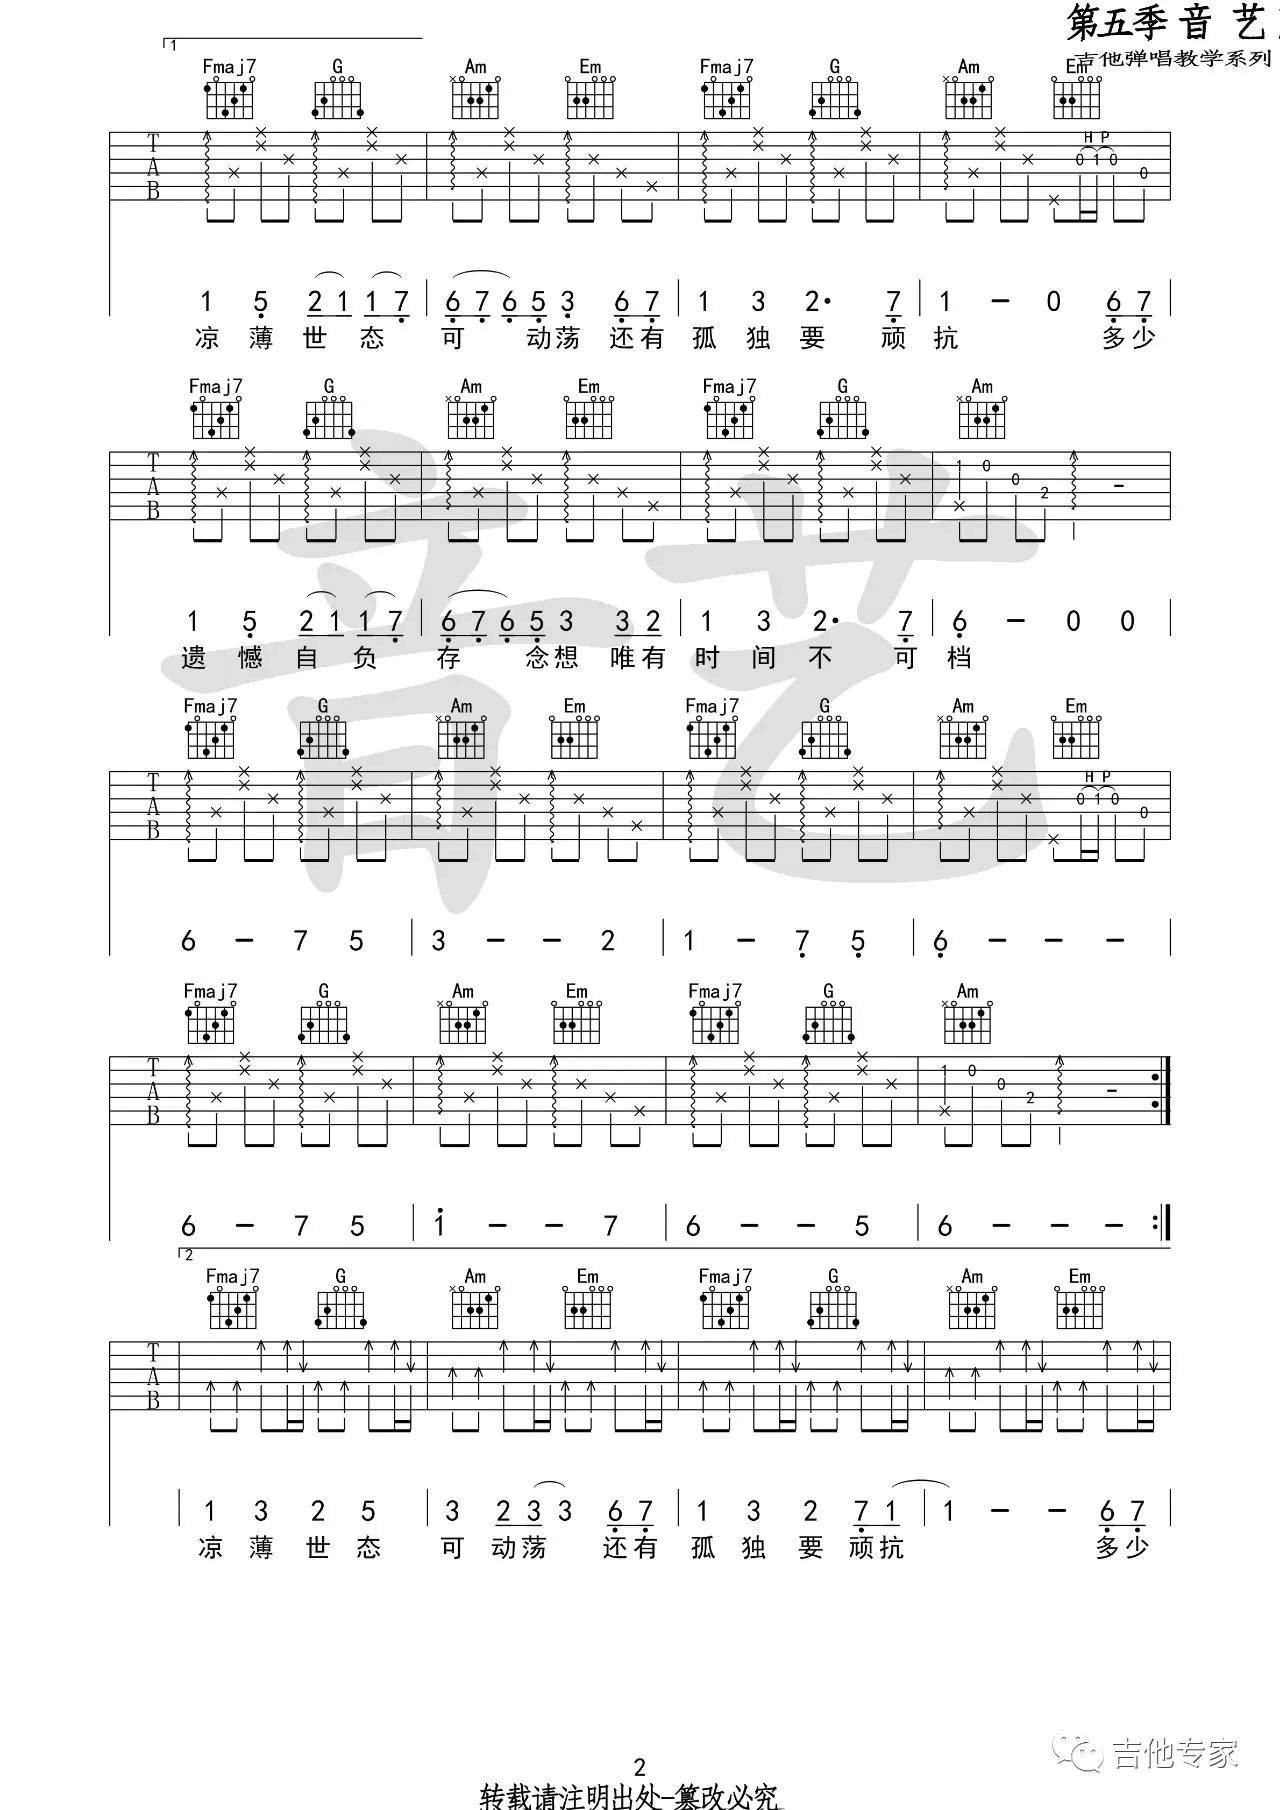 第五季音艺
吉他弹唱教学系列
1
Fmaj7 G Am Em Fmaj7 G Am Em
H P
T
A 0 1 0
B 0
1 5 2 1 1 7 6 7 6 5 3 6 7 1 3 2· 7 1 - 0 6 7
凉薄世态可动荡还有孤独要顽抗多少
Fmaj7 G Am Em Fmaj7 G Am
T 1 0
A 0 2 -
B
1 5 2 1 1 7 6 7 6 5 3 3 2 1 3 2· 7 6 - 0 0
遗憾自负存念想唯有时间不可档
Fmaj7 G Am Em Fmaj7 G Am Em
H P
T
A 0 1 0
B 0
6 - 7 5 3 - - 2 1 - 7 5 6 - - -
Fmaj7 G Am Em Fmaj7 G Am
T 1 0
A 0 2 -
B
6 - 7 5 1 - - 7 6 - - 5 6 - - -
2
Fmaj7 G Am Em Fmaj7 G Am Em
T
A
B
1 3 2 5 3 2 3 3 6 7 1 3 2 7 1 1 - - 6 7
凉薄世态可动荡还有孤独要顽抗多少
音艺
吉他专家
2
转载请注明出处-篡改必究